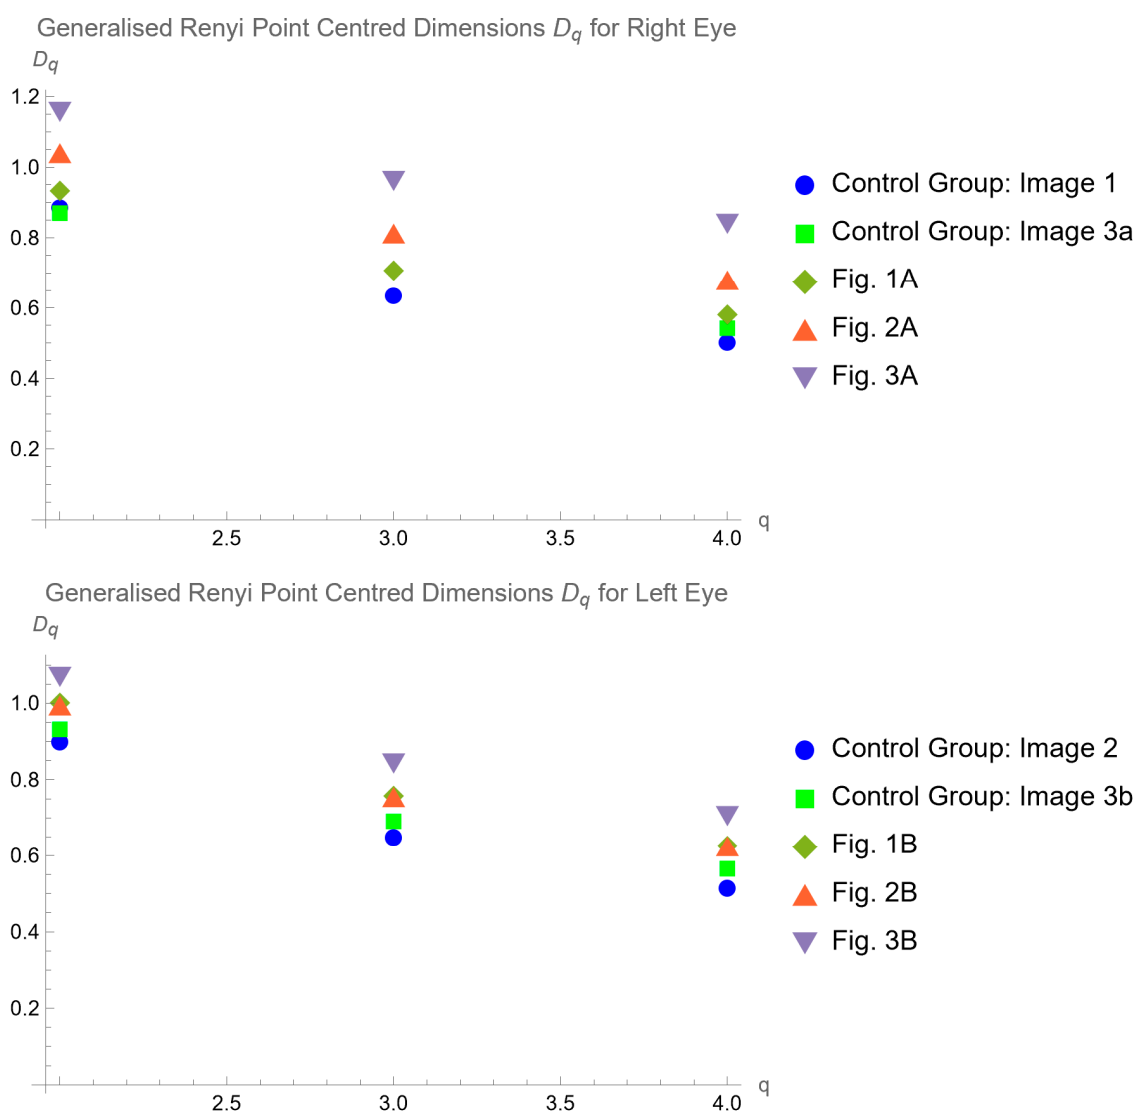 Generalised Renyi Point Centred Dimensions Dq for Right Eye
Dq
1.2
1.0
0.8
0.6
0.4
0.2
2.5 3.0 3.5 4.0 q
Control Group: Image 1
Control Group: Image 3a
Fig. 1A
Fig. 2A
Fig. 3A
Generalised Renyi Point Centred Dimensions Dq for Left Eye
Dq
1.0
0.8
0.6
0.4
0.2
2.5 3.0 3.5 4.0 q
Control Group: Image 2
Control Group: Image 3b
Fig. 1B
Fig. 2B
Fig. 3B